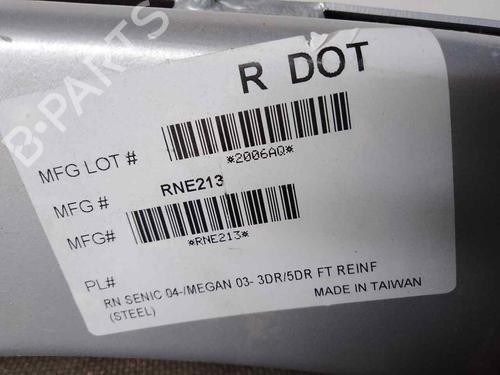 R DOT
MFG LOT #
*2006AQ*
MFG # RNE213
MFG#
*RNE213*
PL#
RN SENIC 04-/MEGAN 03- 3DR/5DR FT REINF
(STEEL)
MADE IN TAIWAN
B-PARTS